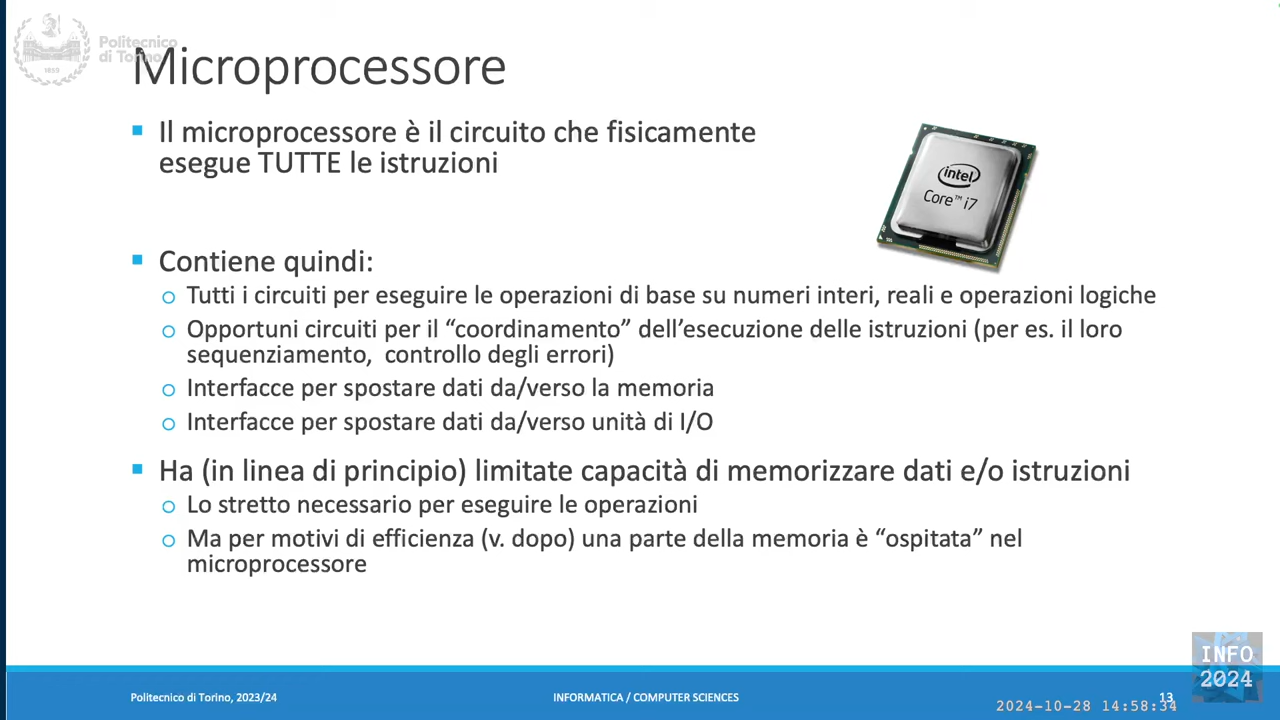 Politecnico
di Torino
1859
Microprocessore
Il microprocessore è il circuito che fisicamente
esegue TUTTE le istruzioni
intel
Core™ i7
Contiene quindi:
Tutti i circuiti per eseguire le operazioni di base su numeri interi, reali e operazioni logiche
Opportuni circuiti per il “coordinamento” dell’esecuzione delle istruzioni (per es. il loro
sequenziamento, controllo degli errori)
Interfacce per spostare dati da/verso la memoria
Interfacce per spostare dati da/verso unità di I/O
Ha (in linea di principio) limitate capacità di memorizzare dati e/o istruzioni
Lo stretto necessario per eseguire le operazioni
Ma per motivi di efficienza (v. dopo) una parte della memoria è “ospitata” nel
microprocessore
INFO
2024
Politecnico di Torino, 2023/24
INFORMATICA / COMPUTER SCIENCES
13
2024-10-28 14:58:34